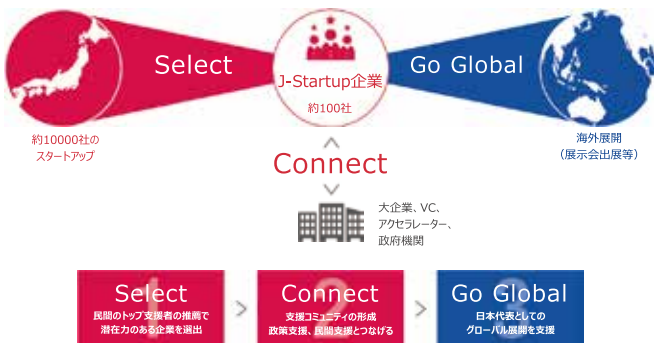 Select
J-Startup企業
約100社
Go Global
約10000社の
スタートアップ
海外展開
（展示会出展等）
Connect
大企業、VC、
アクセラレーター、
政府機関
1
Select
民間のトップ支援者の推薦で
潜在力のある企業を選出
>
2
Connect
支援コミュニティの形成
政策支援、民間支援とつなげる
>
3
Go Global
日本代表としての
グローバル展開を支援